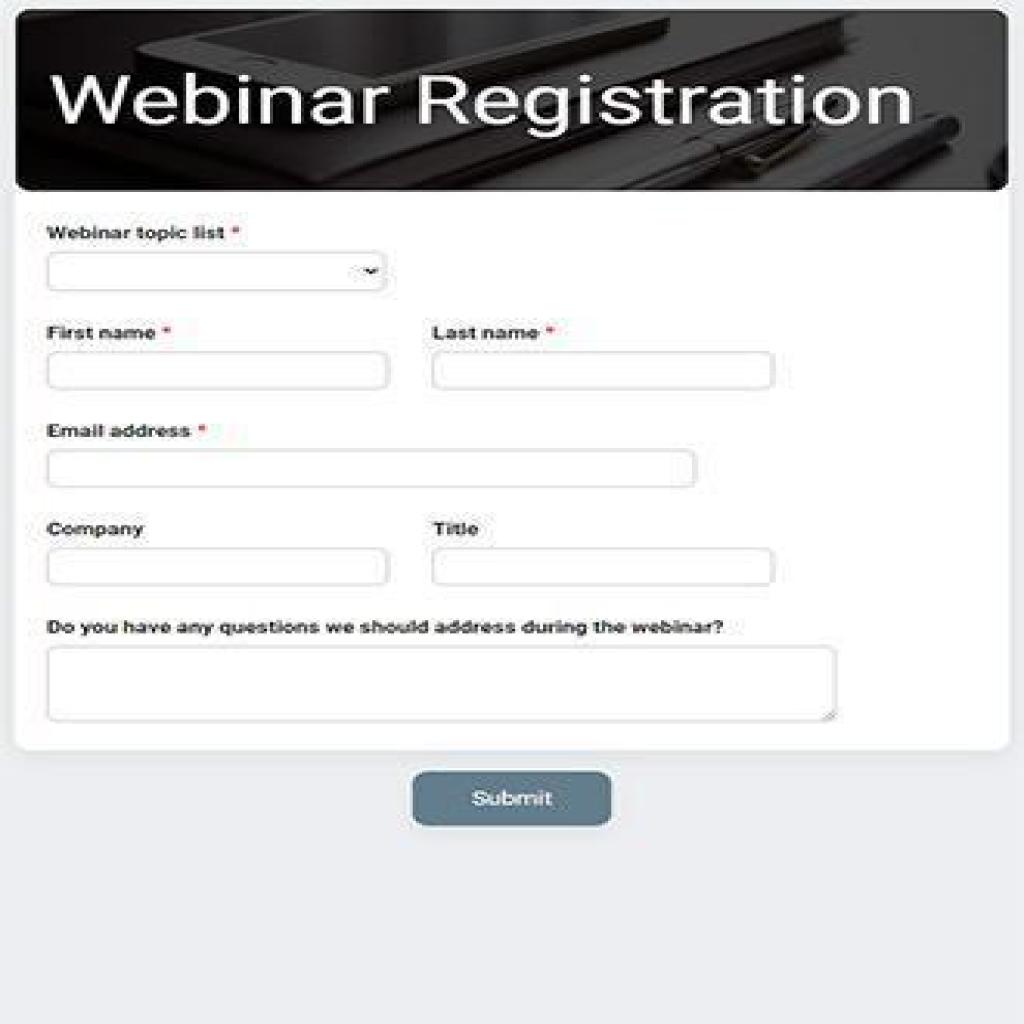 Webinar Registration
Webinar topic list *
First name * Last name *
Email address *
Company Title
Do you have any questions we should address during the webinar?
Submit